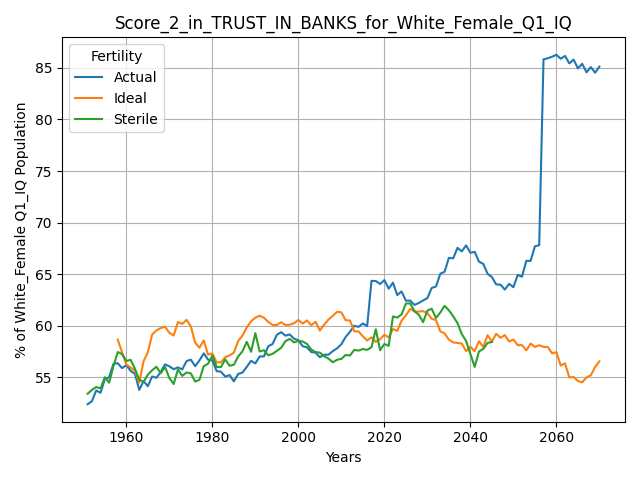 Score_2_in_TRUST_IN_BANKS_for_White_Female_Q1_IQ
Fertility
Actual
Ideal
Sterile
% of White_Female Q1_IQ Population
85
80
75
70
65
60
55
1960
1980
2000
2020
2040
2060
Years